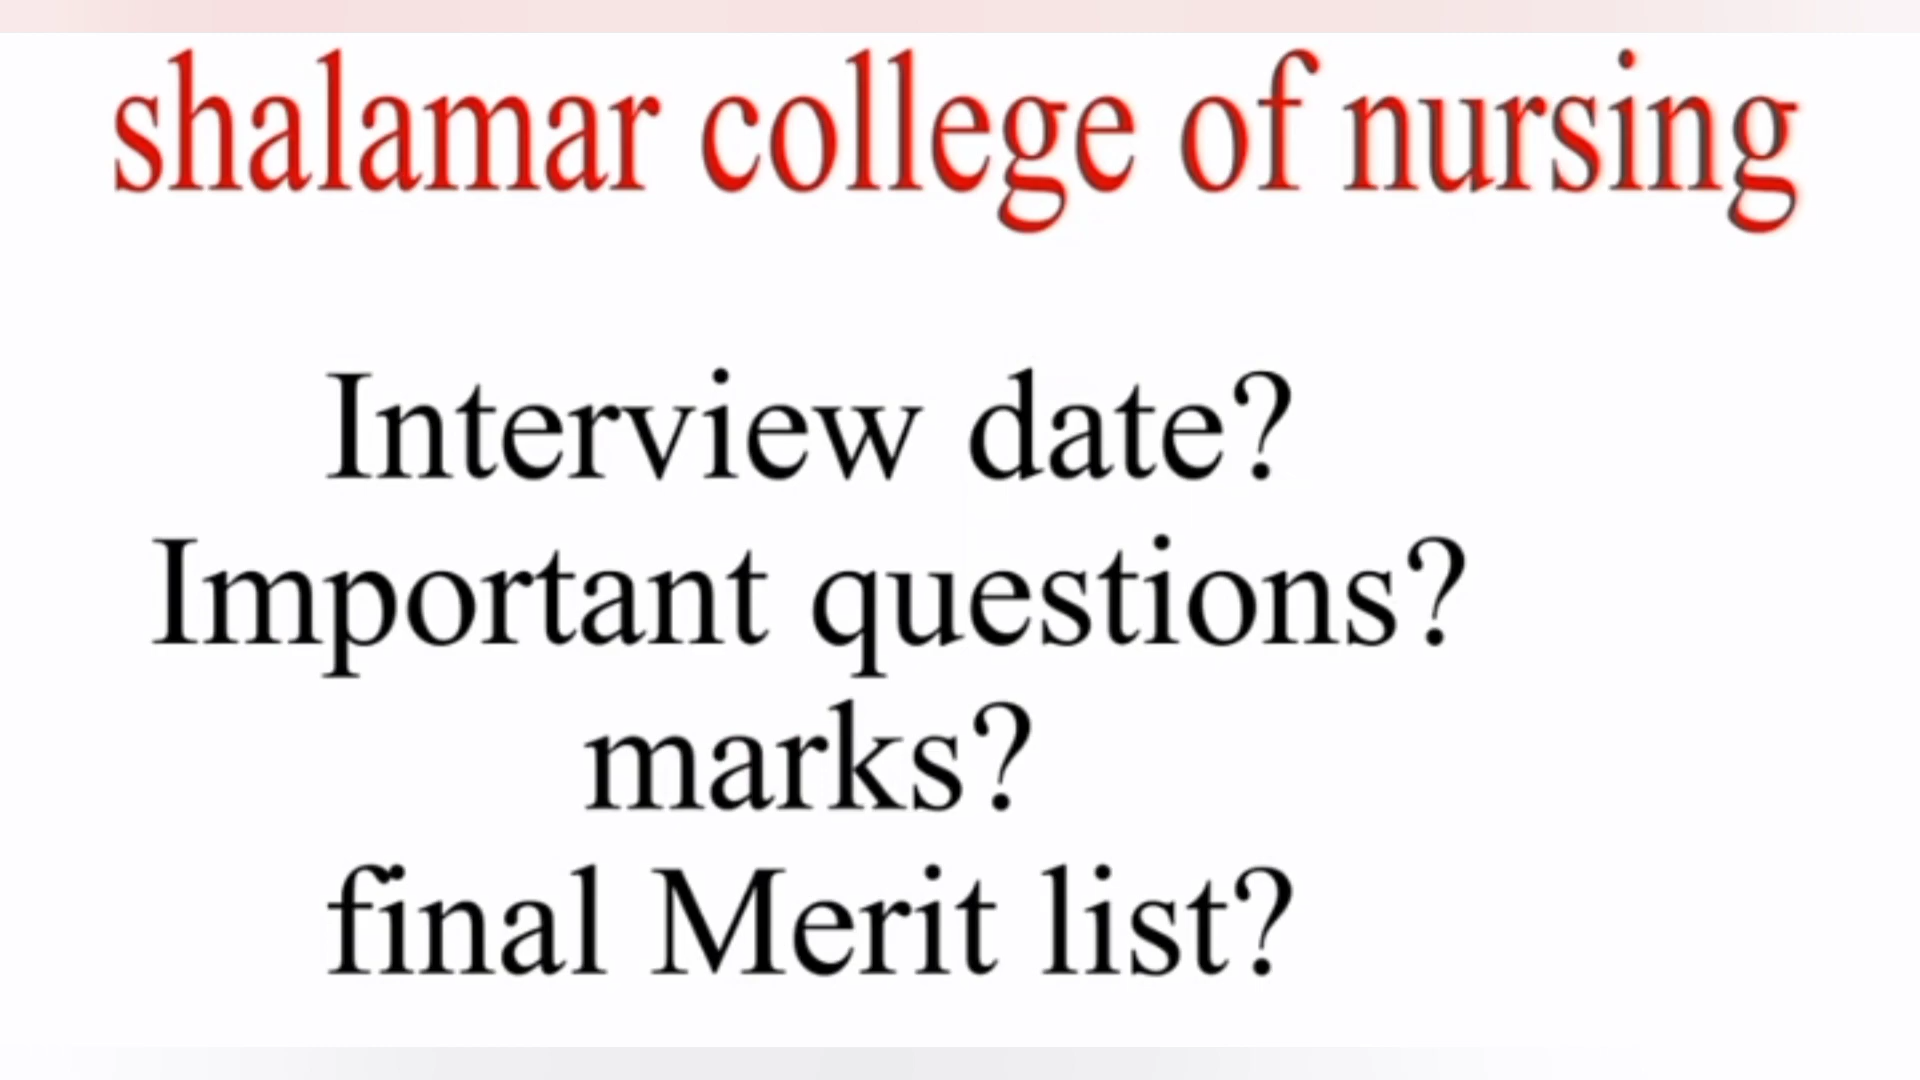 shalamar college of nursing
Interview date?
Important questions?
marks?
final Merit list?